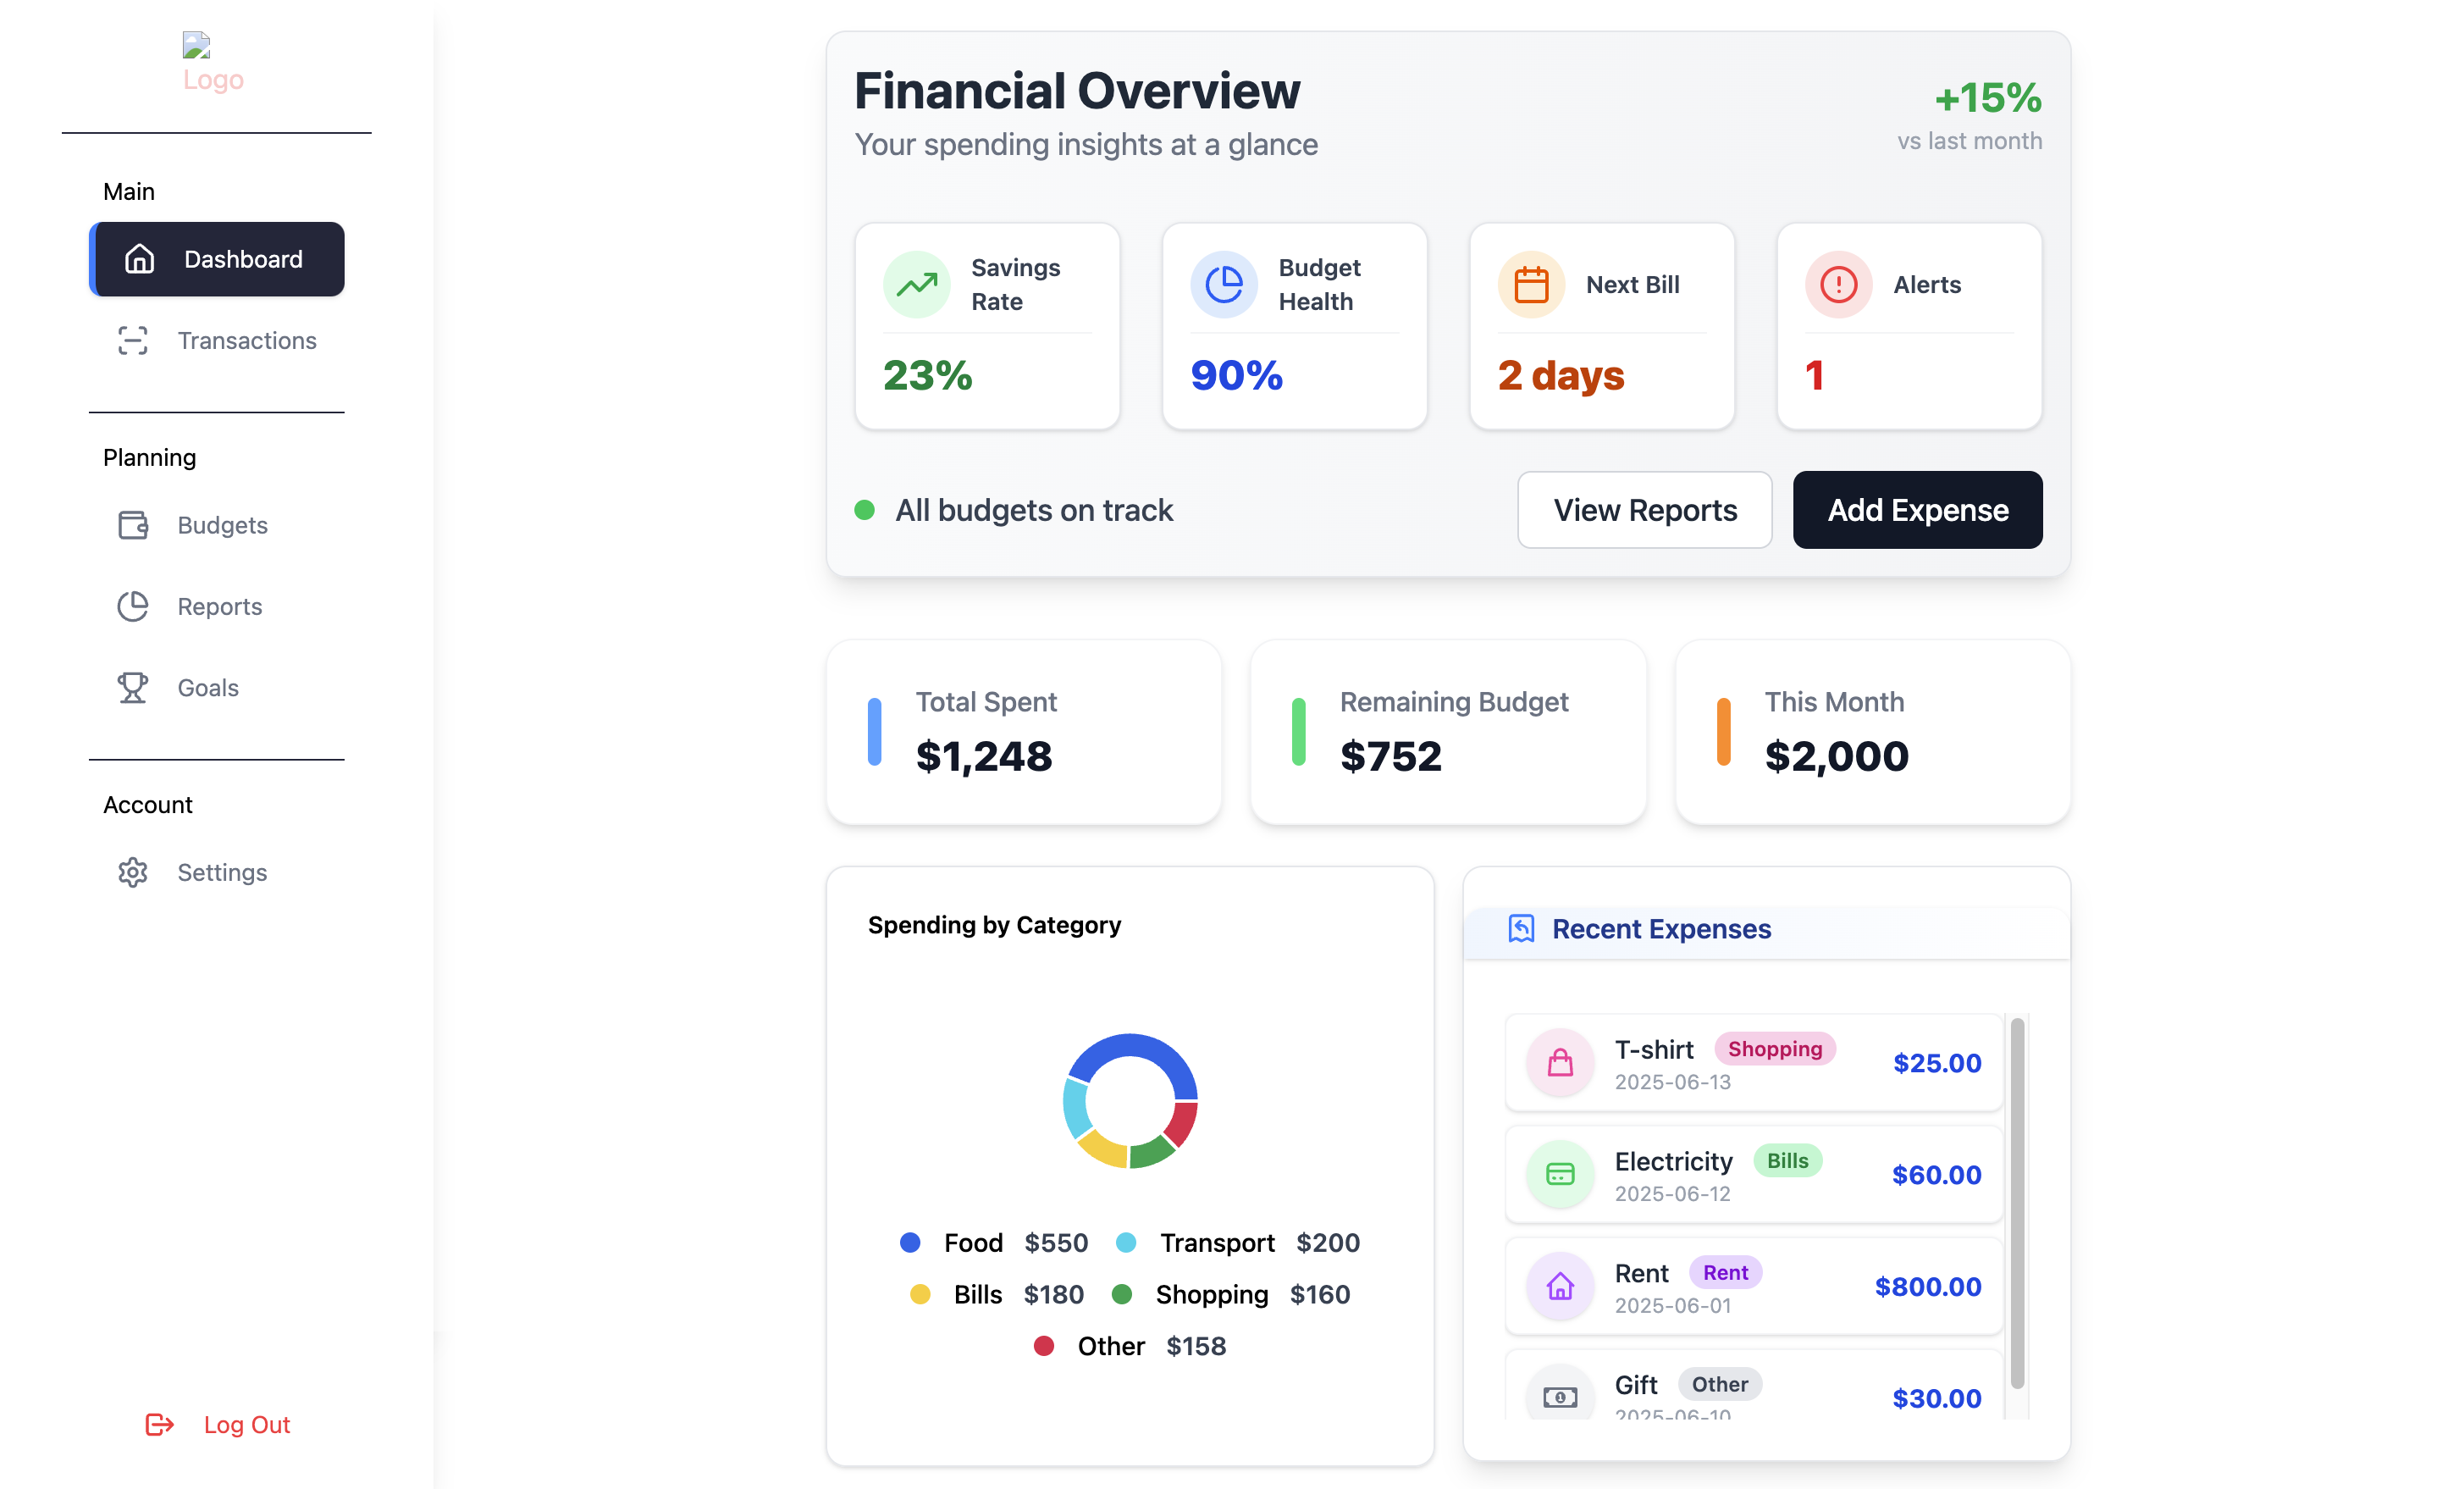 Logo
Main
Dashboard
Transactions
Planning
Budgets
Reports
Goals
Account
Settings
Log Out
Financial Overview
Your spending insights at a glance
+15%
vs last month
Savings
Rate
23%
Budget
Health
90%
Next Bill
2 days
Alerts
1
All budgets on track
View Reports
Add Expense
Total Spent
$1,248
Remaining Budget
$752
This Month
$2,000
Spending by Category
Food $550 Transport $200
Bills $180 Shopping $160
Other $158
Recent Expenses
T-shirt Shopping $25.00
2025-06-13
Electricity Bills $60.00
2025-06-12
Rent Rent $800.00
2025-06-01
Gift Other $30.00
2025-06-10